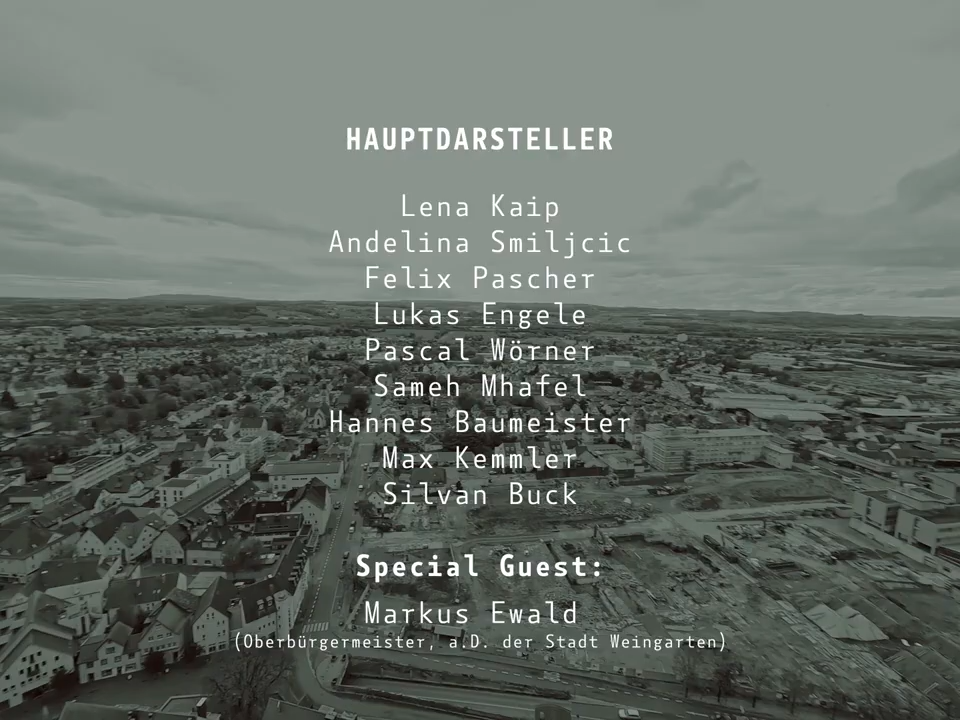 HAUPTDARSTELLER
Lena Kaip
Andelina Smiljcic
Felix Pascher
Lukas Engele
Pascal Wörner
Sameh Mhafel
Hannes Baumeister
Max Kemmler
Silvan Buck
Special Guest:
Markus Ewald
(Oberbürgermeister, a.D. der Stadt Weingarten)